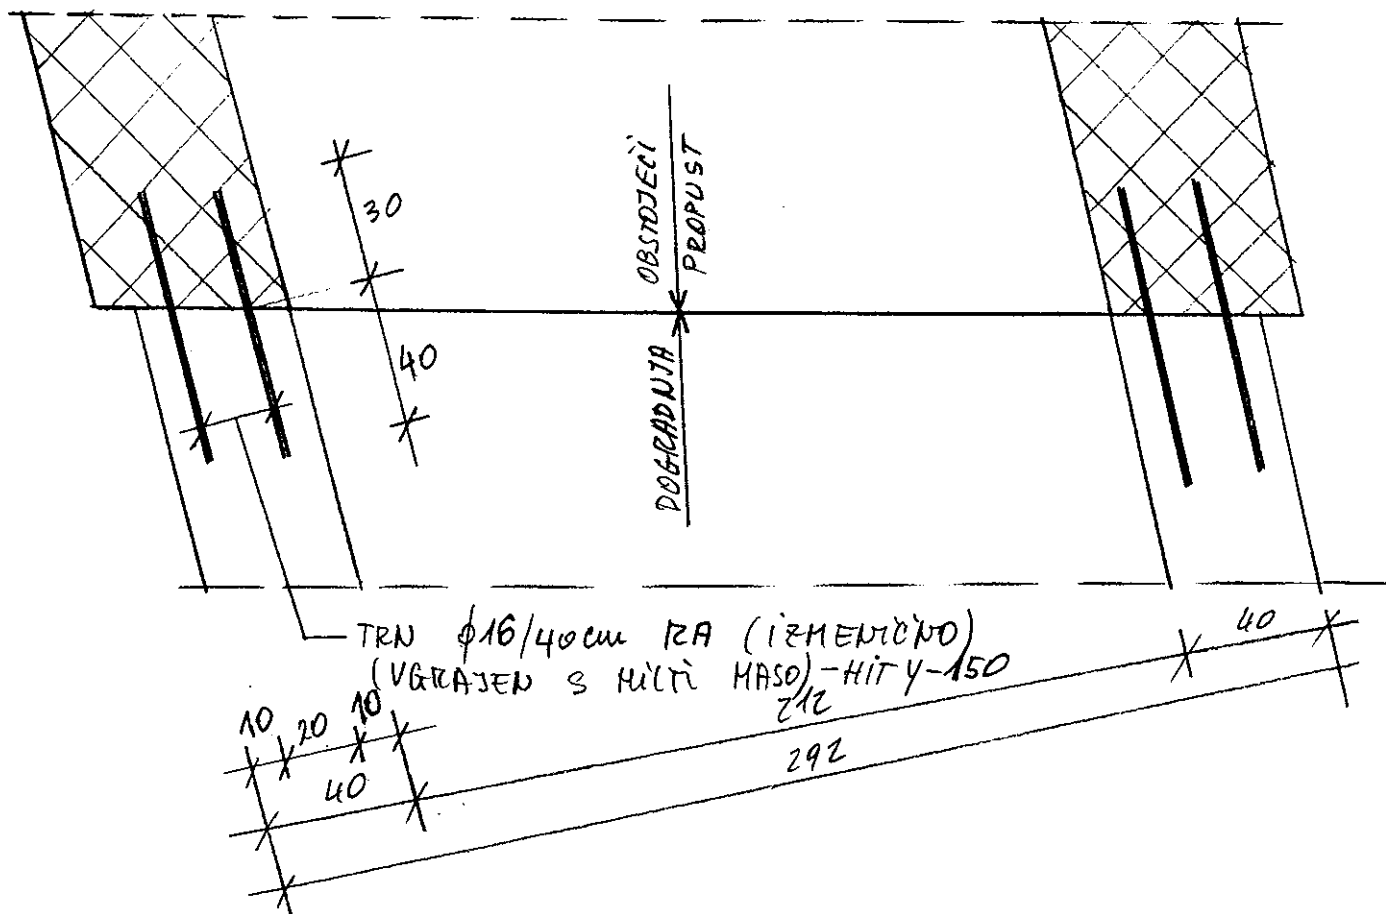 OBSTOJEČI
PROPUST
30
40
DOGRADNJA
TRN ϕ16/40cm RA (IZMENIČNO)
(VGRAJEN S HILTI MASO)-HIT Y-150
10
20
10
40
212
40
292